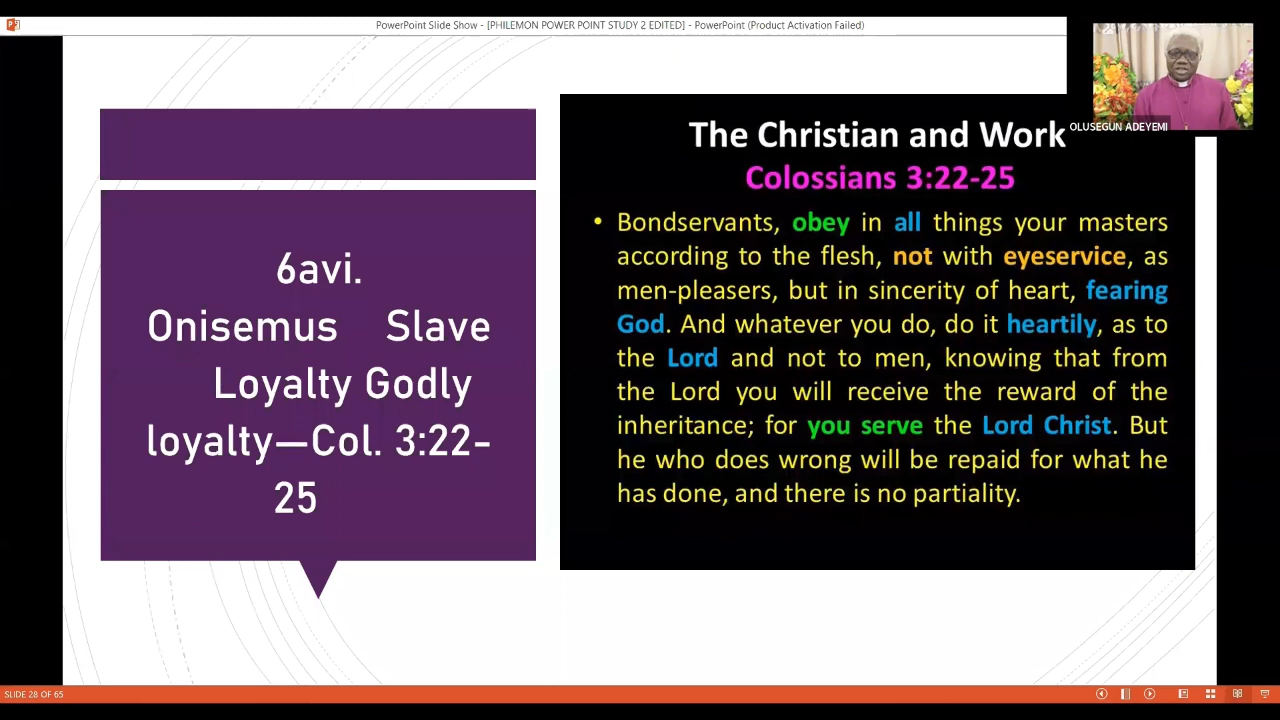 PowerPoint Slide Show - [PHILEMON POWER POINT STUDY 2 EDITED] - PowerPoint (Product Activation Failed)
OLUSEGUN ADEYEMI
6avi.
Onisemus Slave
Loyalty Godly
loyalty—Col. 3:22-
25
The Christian and Work
Colossians 3:22-25
• Bondservants, obey in all things your masters
according to the flesh, not with eyeservice, as
men-pleasers, but in sincerity of heart, fearing
God. And whatever you do, do it heartily, as to
the Lord and not to men, knowing that from
the Lord you will receive the reward of the
inheritance; for you serve the Lord Christ. But
he who does wrong will be repaid for what he
has done, and there is no partiality.
SLIDE 28 OF 65